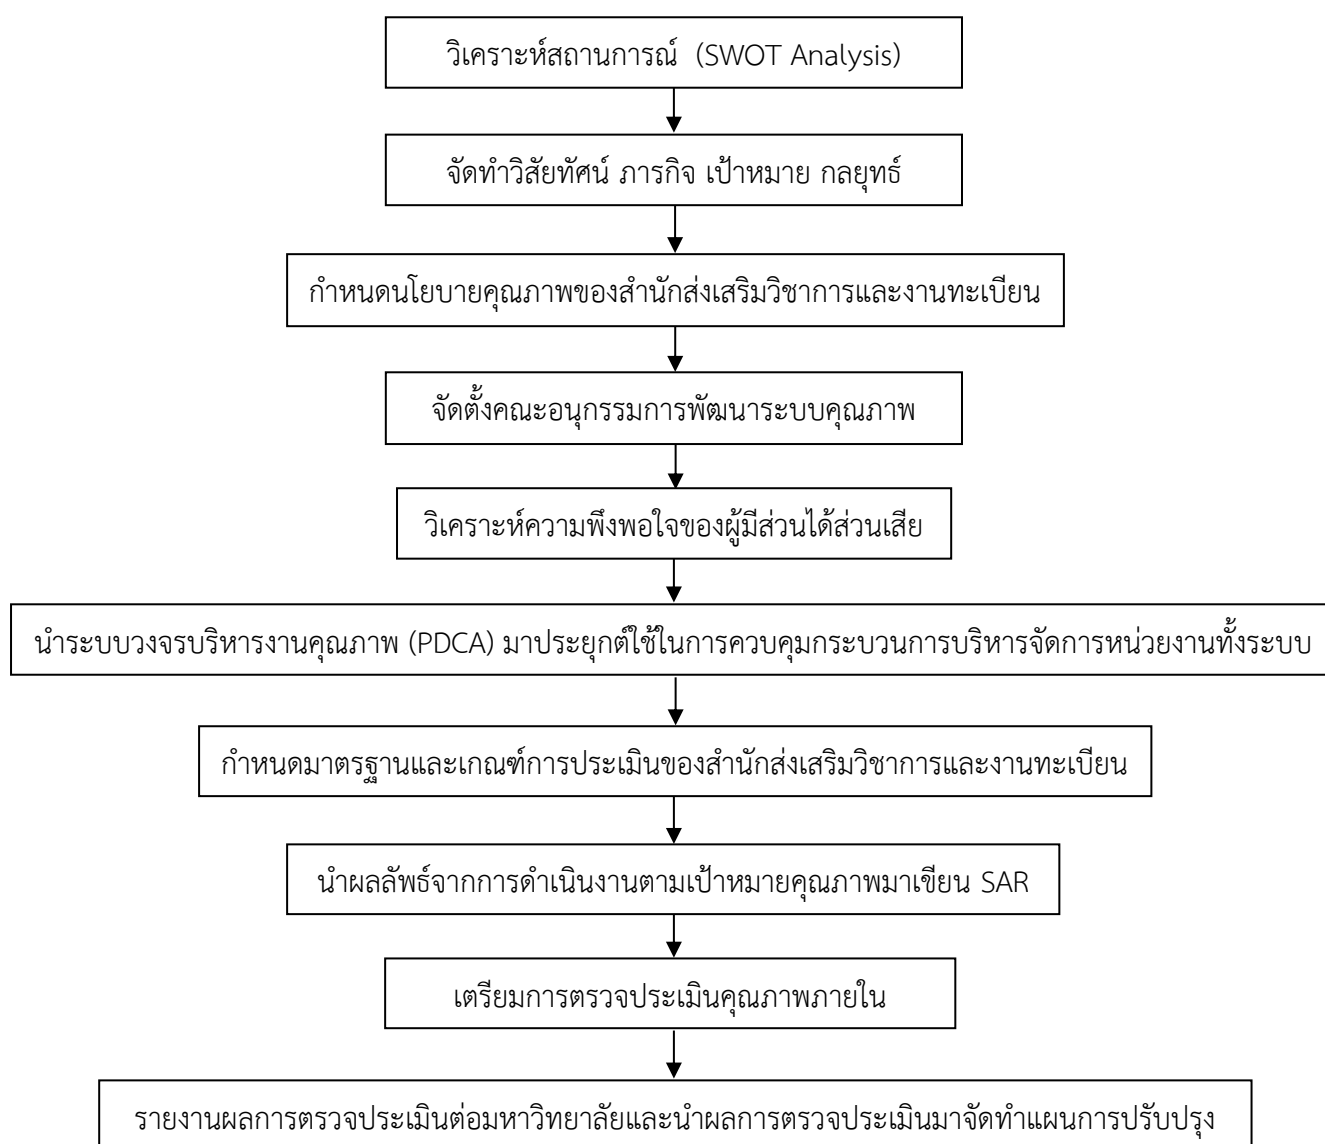 วิเคราะห์สถานการณ์ (SWOT Analysis)
จัดทำวิสัยทัศน์ ภารกิจ เป้าหมาย กลยุทธ์
กำหนดนโยบายคุณภาพของสำนักส่งเสริมวิชาการและงานทะเบียน
จัดตั้งคณะอนุกรรมการพัฒนาระบบคุณภาพ
วิเคราะห์ความพึงพอใจของผู้มีส่วนได้ส่วนเสีย
นำระบบวงจรบริหารงานคุณภาพ (PDCA) มาประยุกต์ใช้ในการควบคุมกระบวนการบริหารจัดการหน่วยงานทั้งระบบ
กำหนดมาตรฐานและเกณฑ์การประเมินของสำนักส่งเสริมวิชาการและงานทะเบียน
นำผลลัพธ์จากการดำเนินงานตามเป้าหมายคุณภาพมาเขียน SAR
เตรียมการตรวจประเมินคุณภาพภายใน
รายงานผลการตรวจประเมินต่อมหาวิทยาลัยและนำผลการตรวจประเมินมาจัดทำแผนการปรับปรุง